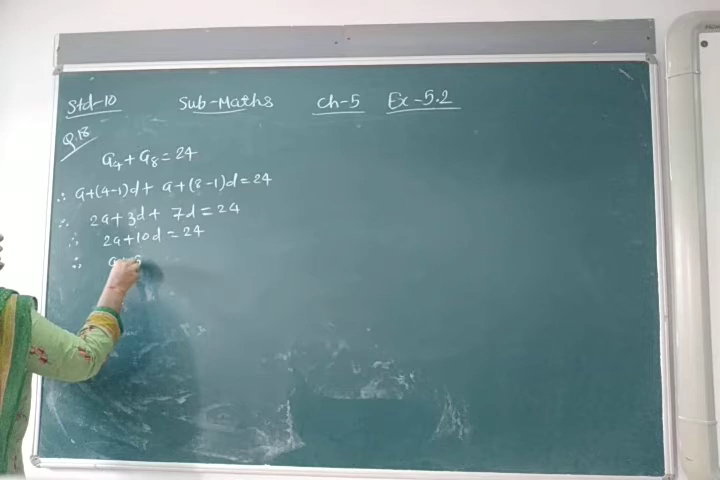 Std-10 Sub-Maths Ch-5 Ex-5.2
Q.18
a₄ + a₈ = 24
∴ a+(4-1)d + a+(8-1)d = 24
∴ 2a + 3d + 7d = 24
∴ 2a + 10d = 24
∴ a+5